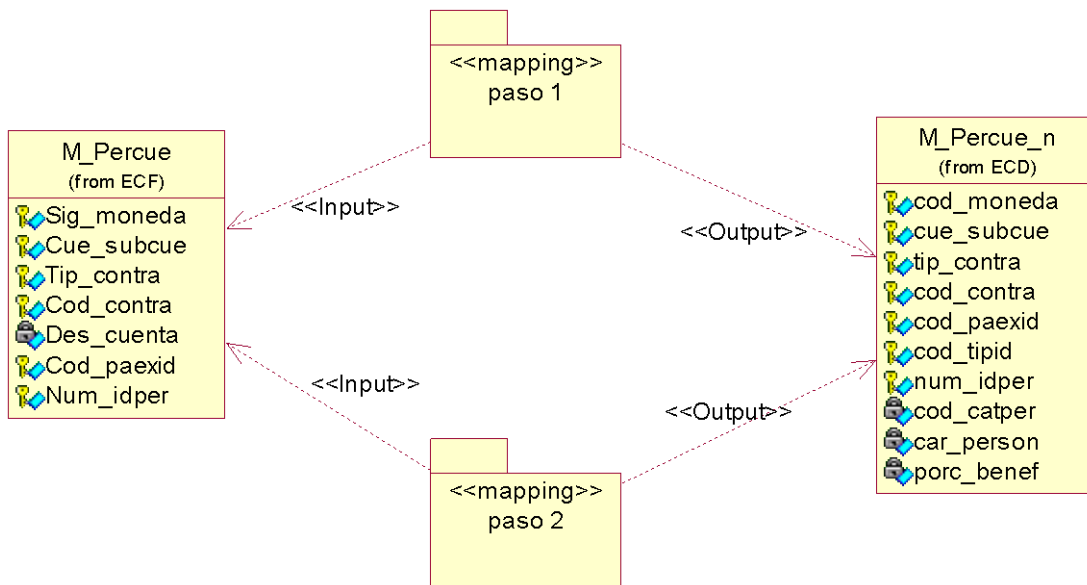 <<mapping>>
paso 1
M_Percue
(from ECF)
Sig_moneda
Cue_subcue
Tip_contra
Cod_contra
Des_cuenta
Cod_paexid
Num_idper
<<Input>>
<<Output>>
M_Percue_n
(from ECD)
cod_moneda
cue_subcue
tip_contra
cod_contra
cod_paexid
cod_tipid
num_idper
cod_catper
car_person
porc_benef
<<Input>>
<<Output>>
<<mapping>>
paso 2